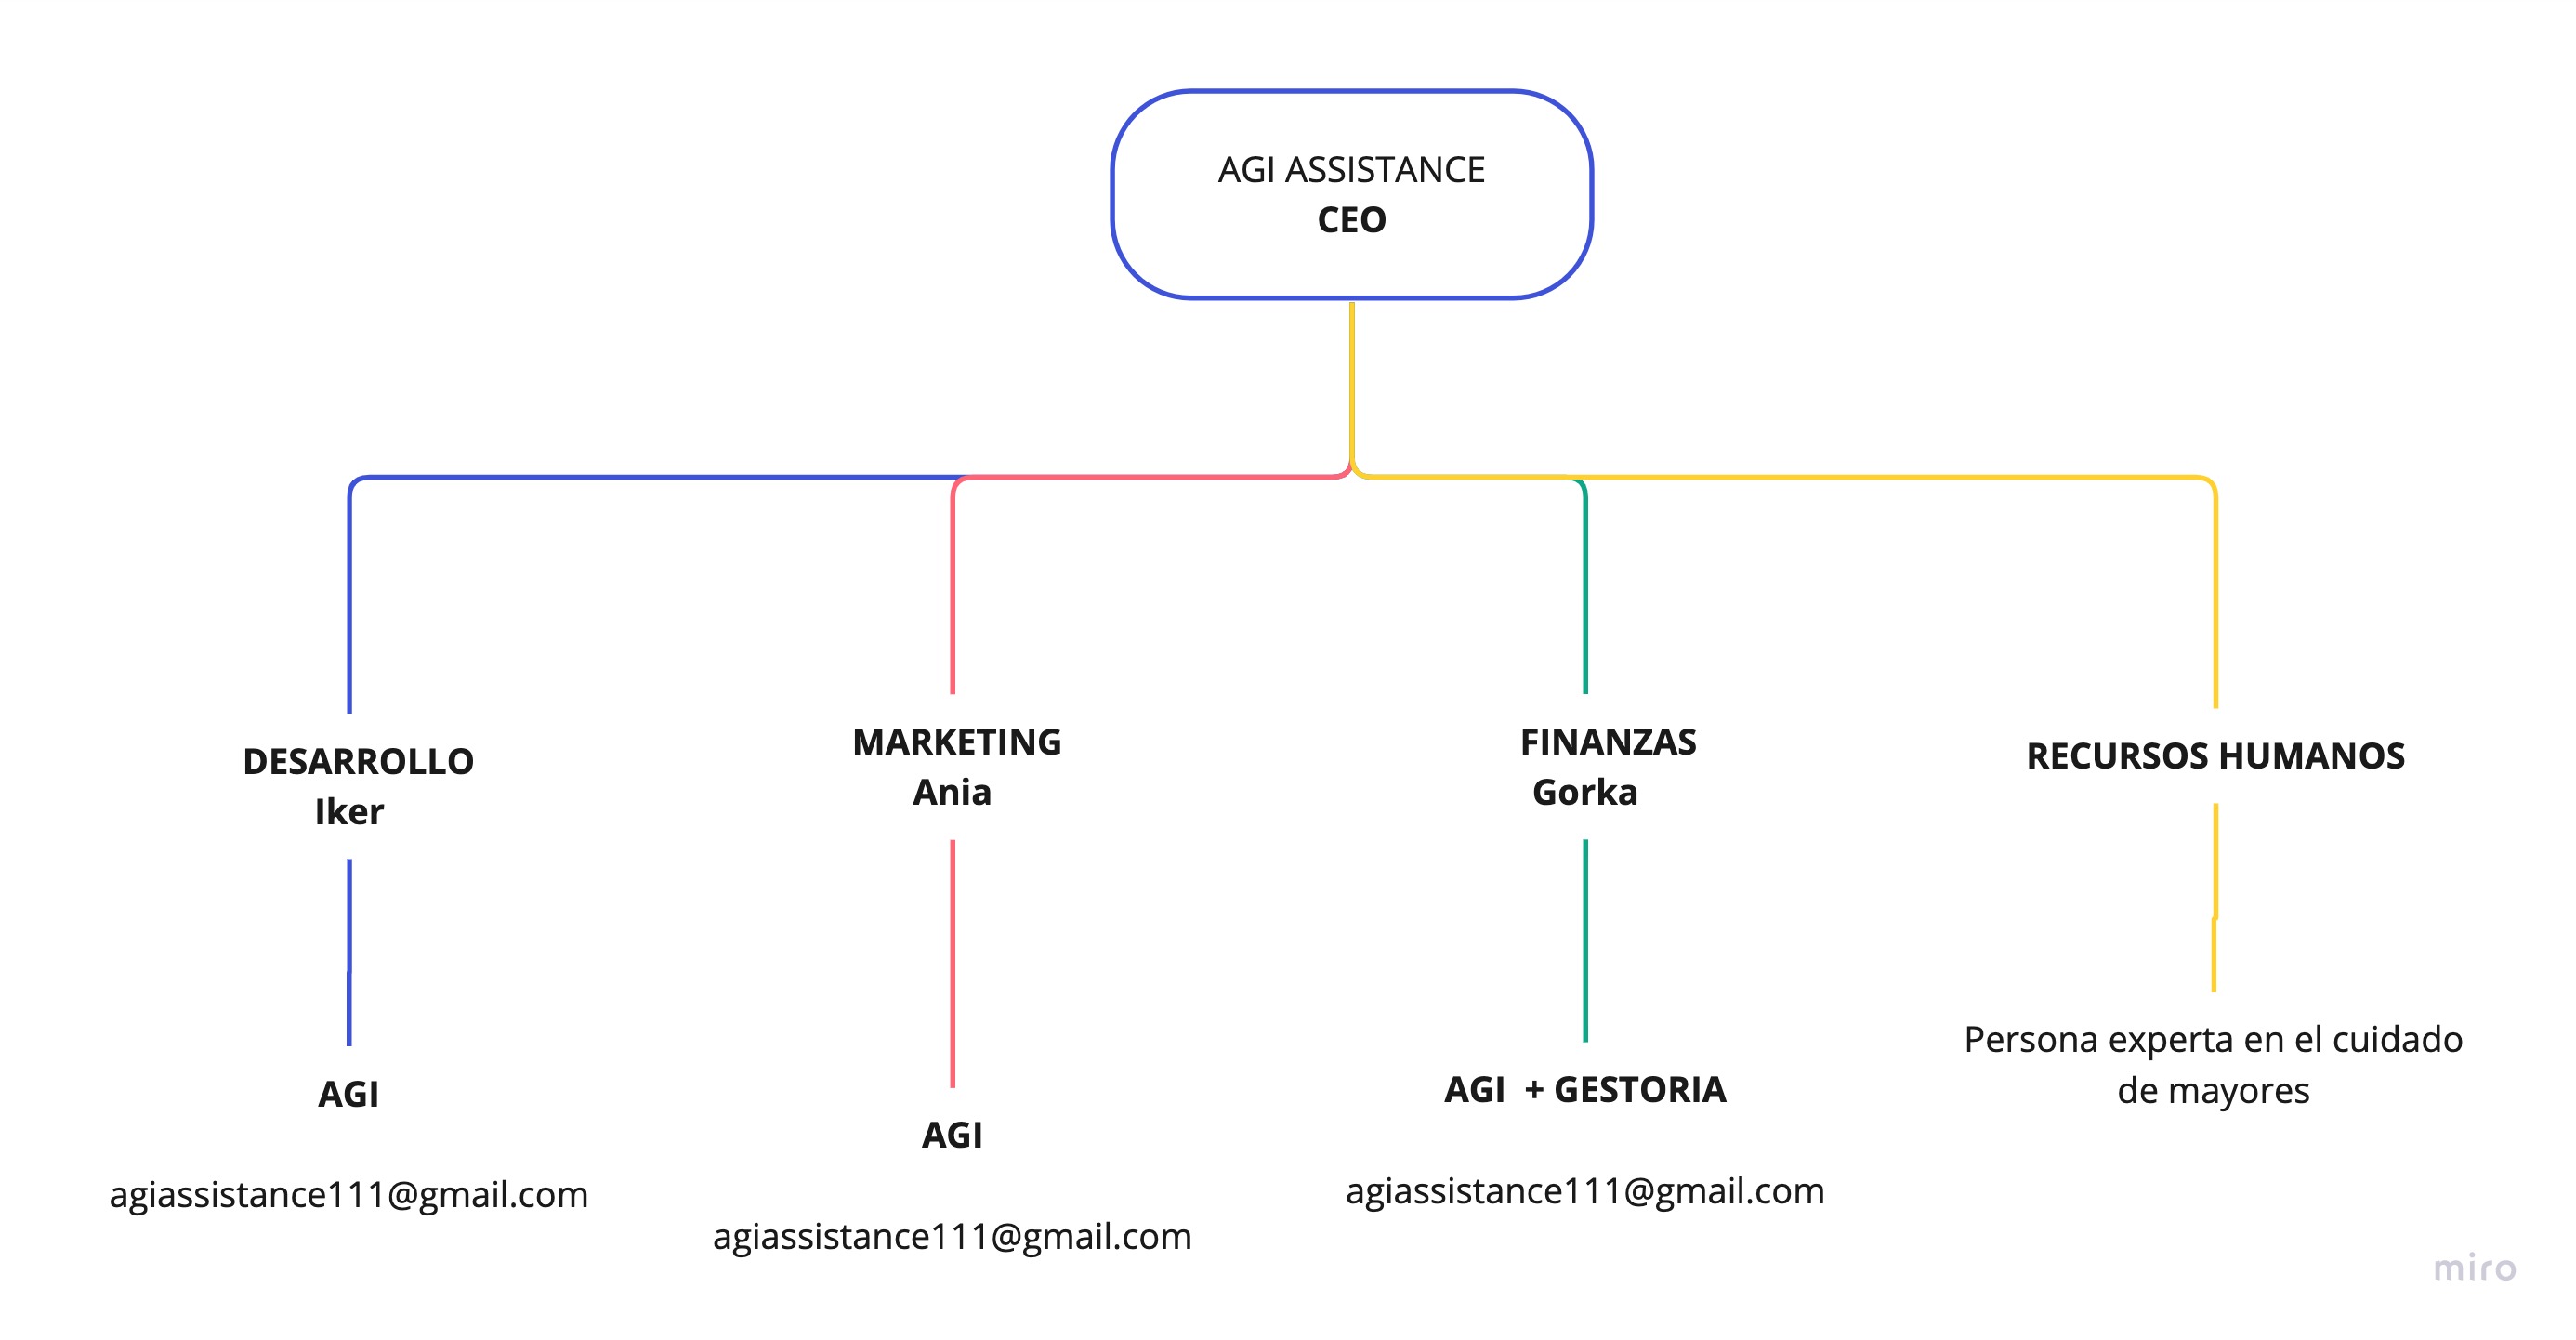 AGI ASSISTANCE
CEO
DESARROLLO
Iker
AGI
agiassistance111@gmail.com
MARKETING
Ania
AGI
agiassistance111@gmail.com
FINANZAS
Gorka
AGI + GESTORIA
agiassistance111@gmail.com
RECURSOS HUMANOS
Persona experta en el cuidado
de mayores
miro